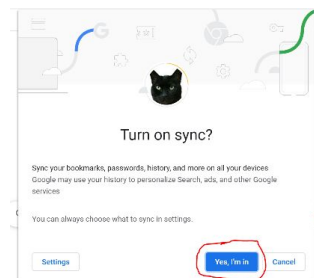 Turn on sync?
Sync your bookmarks, passwords, history, and more on all your devices
Google may use your history to personalize Search, ads, and other Google
services
You can always choose what to sync in settings.
Settings
Yes, I'm in
Cancel